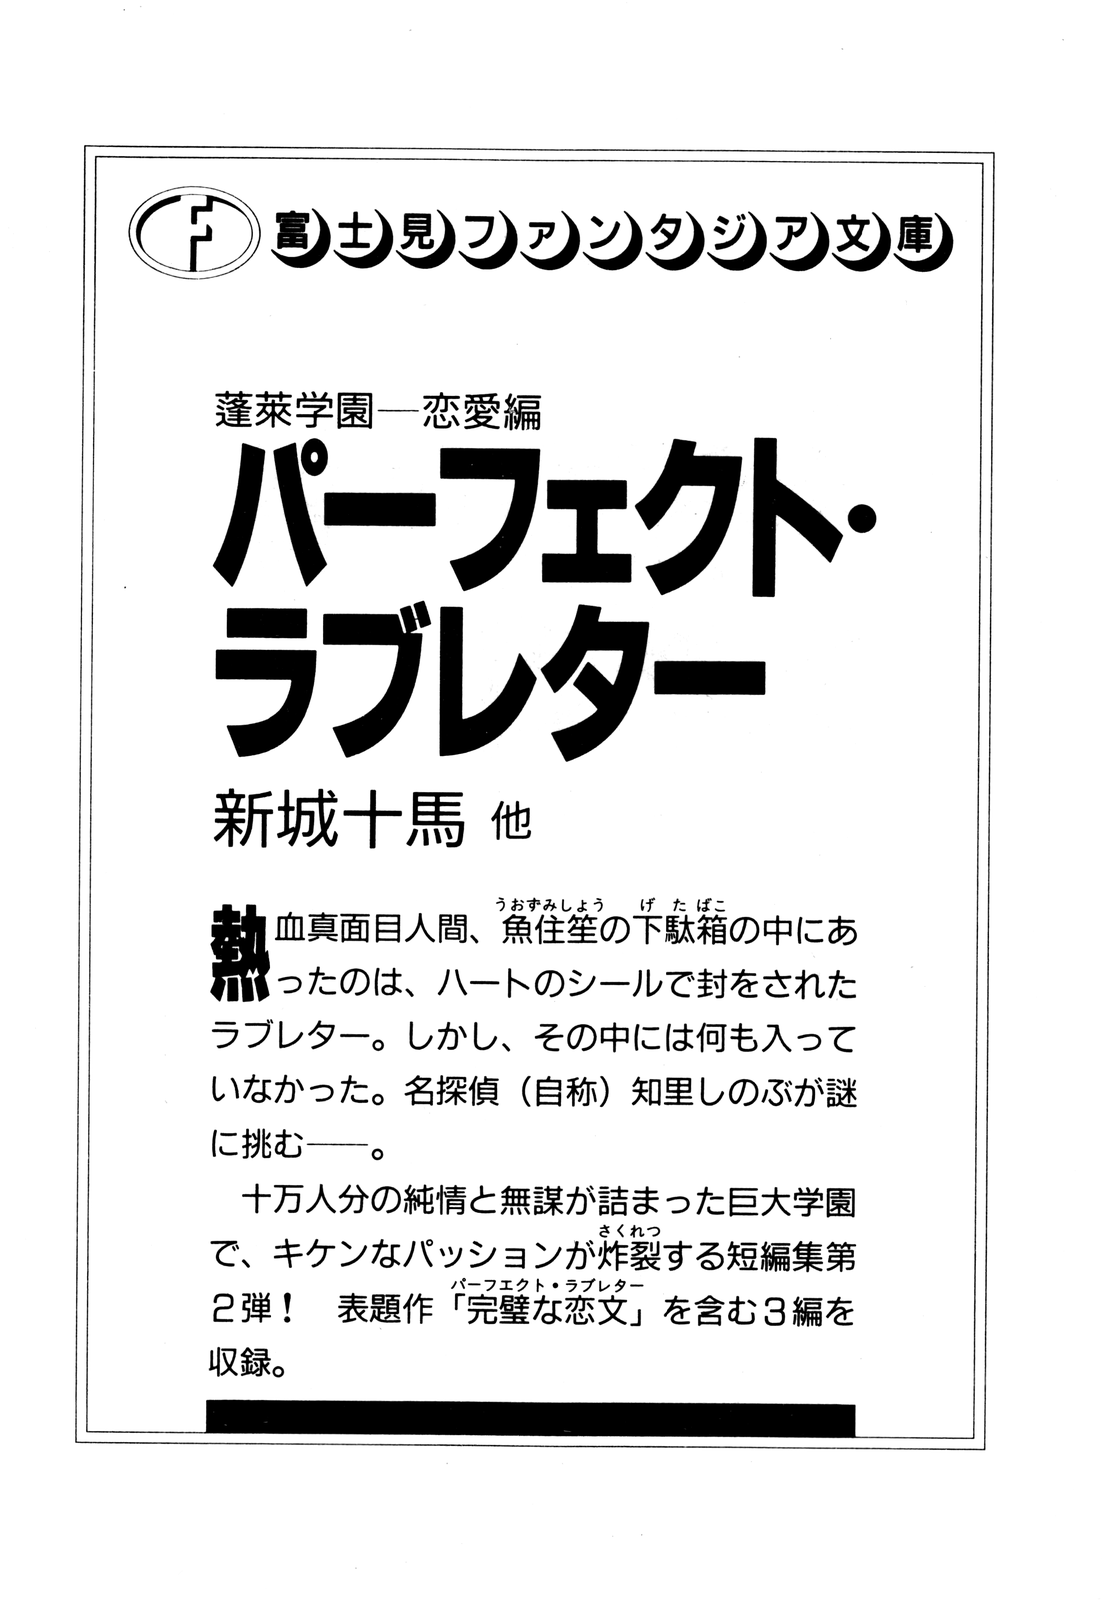 富士見ファンタジア文庫
蓬萊学園―恋愛編
パーフェクト・
ラブレター
新城十馬 他
うおずみしょう げたばこ
熱血真面目人間、魚住笙の下駄箱の中にあ
ったのは、ハートのシールで封をされた
ラブレター。しかし、その中には何も入って
いなかった。名探偵（自称）知里しのぶが謎
に挑む――。
十万人分の純情と無謀が詰まった巨大学園
さくれつ
で、キケンなパッションが炸裂する短編集第
パーフエクト・ラブレター
2弾！　表題作「完璧な恋文」を含む3編を
収録。